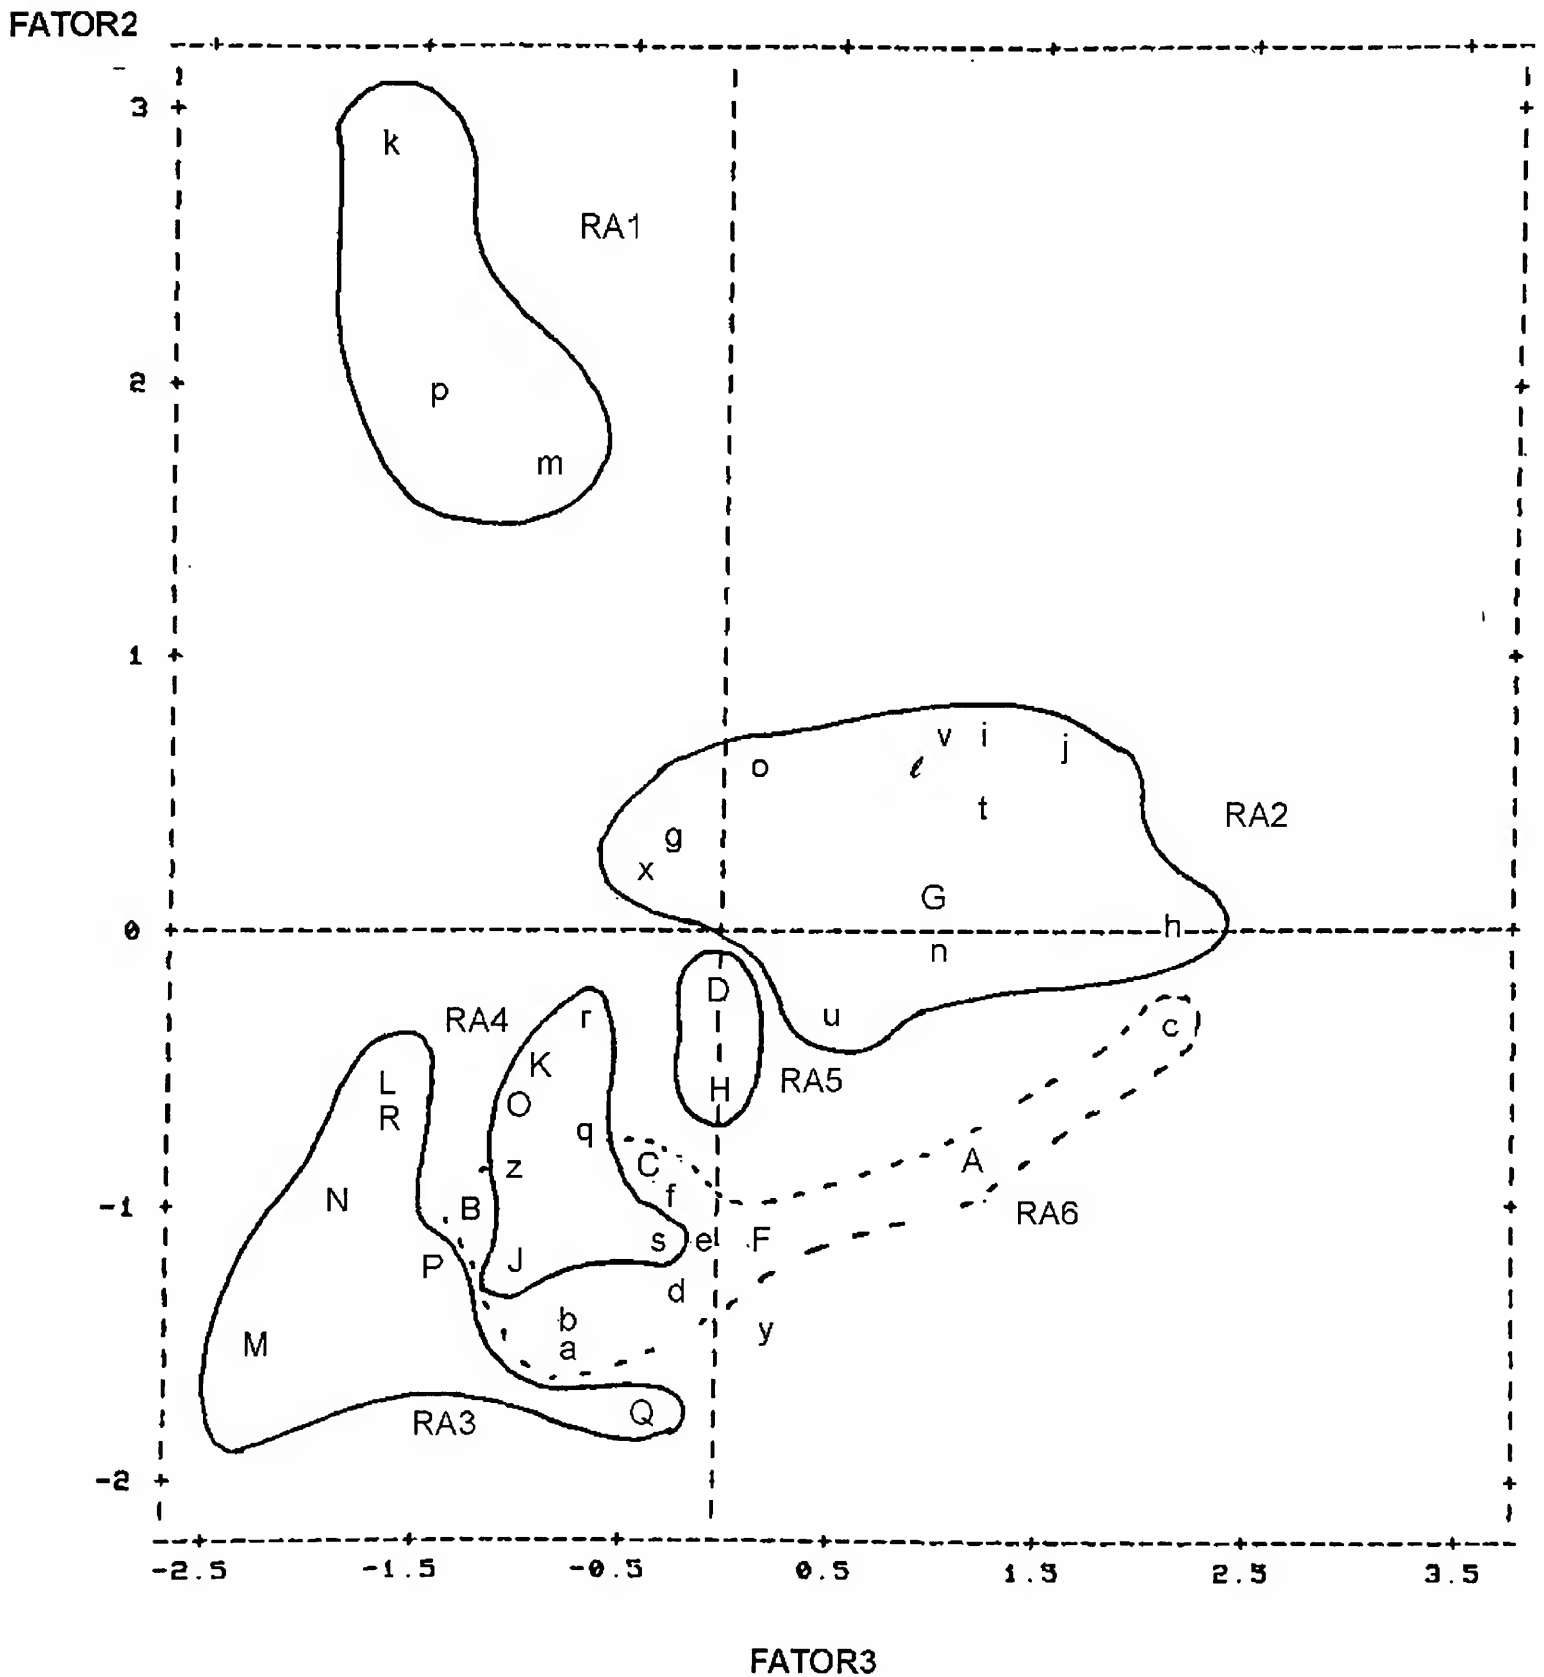 FATOR2
3
k
RA1
2
p
m
1
v i j
o ℓ
t
RA2
g
x
G
0
h
n
D
RA4 r u c
K
L H RA5
R O
q
z C A
N f
-1 B RA6
s e F
P J
d
b y
M a
RA3 Q
-2
-2.5 -1.5 -0.5 0.5 1.5 2.5 3.5
FATOR3